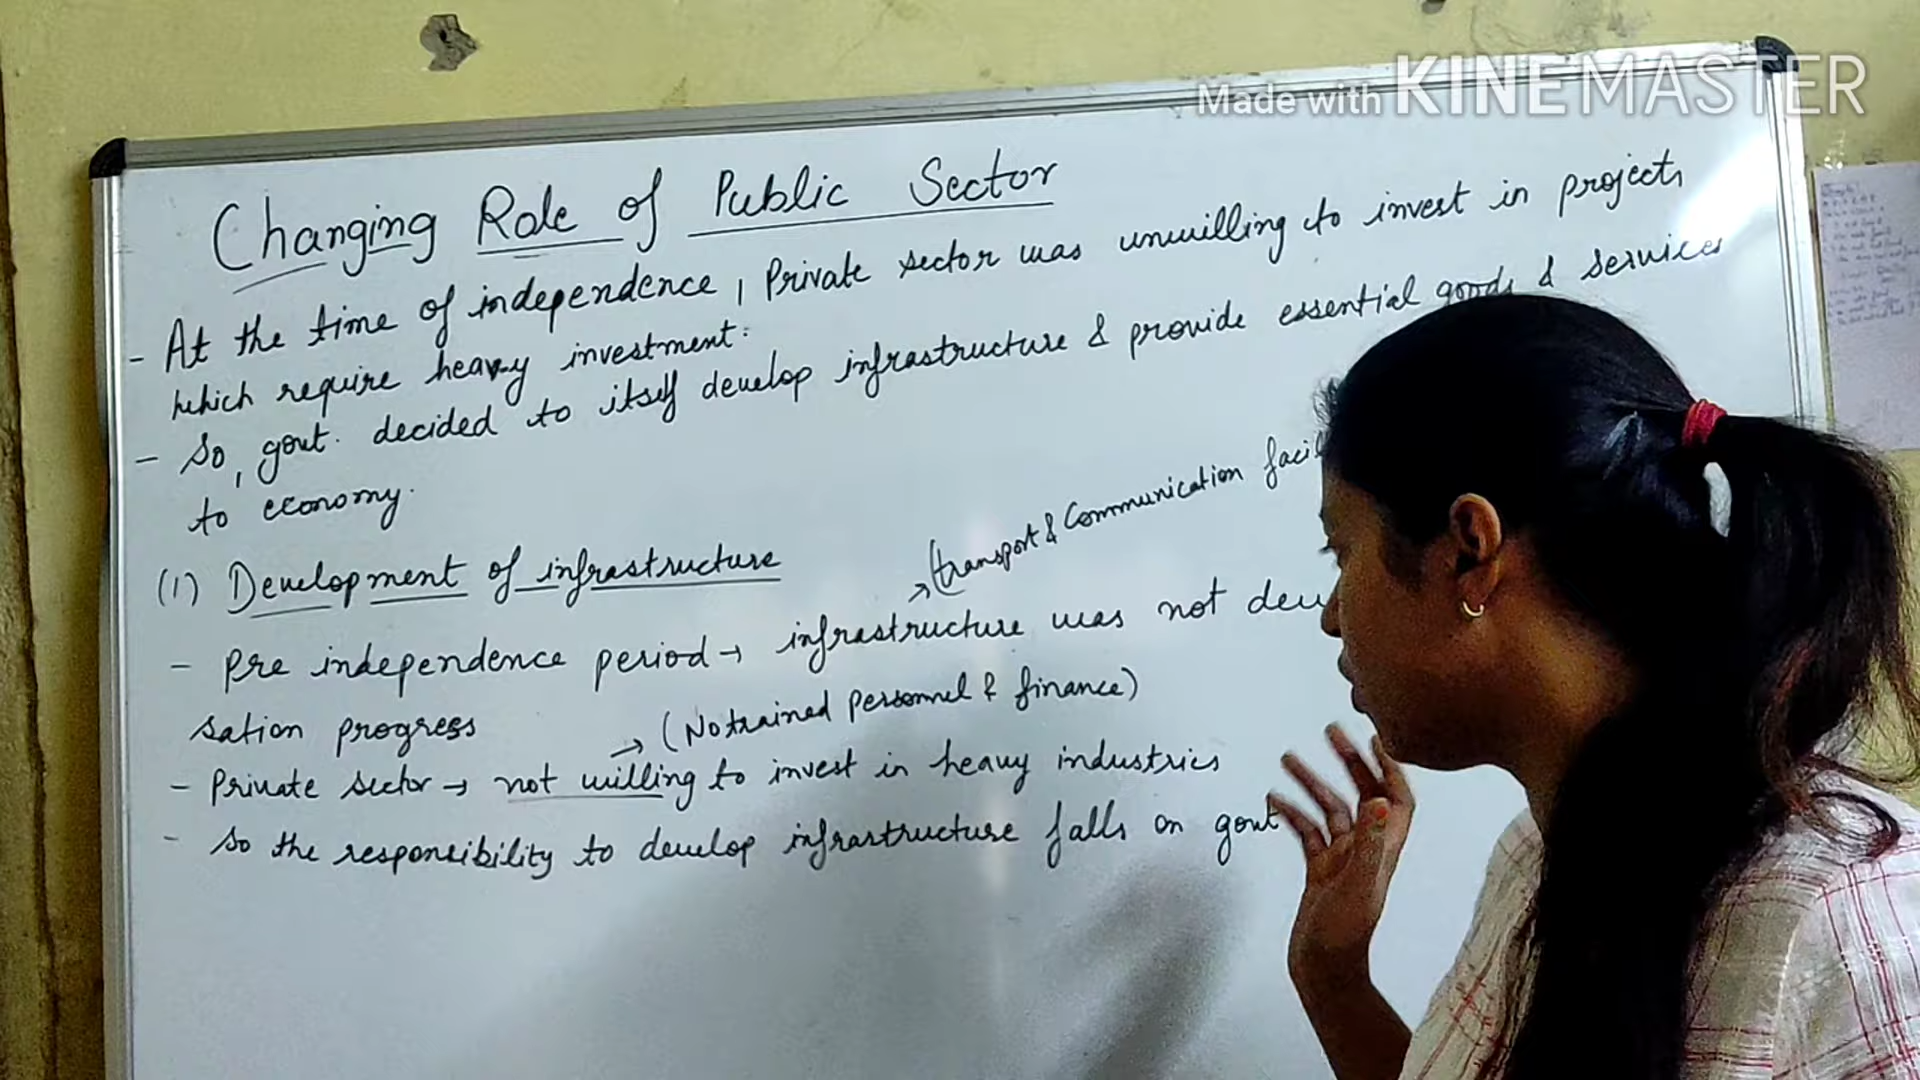 Made with KINEMASTER
Changing Role of Public Sector
- At the time of independence, Private sector was unwilling to invest in projects
which require heavy investment.
- So, govt. decided to itself develop infrastructure & provide essential goods & services
to economy.
(1) Development of infrastructure
→ (transport & Communication
- Pre independence period → infrastructure was not
sation progress
→ (No trained personnel & finance)
- Private sector → not willing to invest in heavy industries
- So the responsibility to develop infrastructure falls on govt